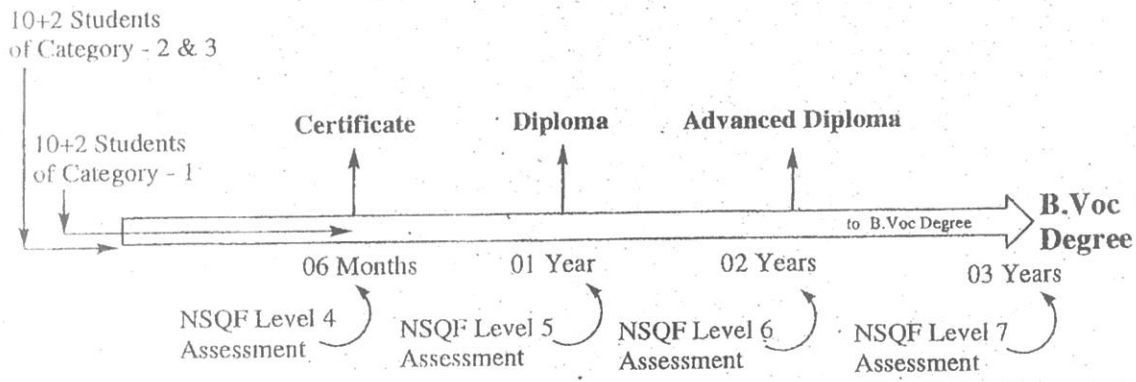 10+2 Students
of Category - 2 & 3
10+2 Students
of Category - 1
Certificate
Diploma
Advanced Diploma
to B.Voc Degree
B.Voc
Degree
06 Months
01 Year
02 Years
03 Years
NSQF Level 4
Assessment
NSQF Level 5
Assessment
NSQF Level 6
Assessment
NSQF Level 7
Assessment